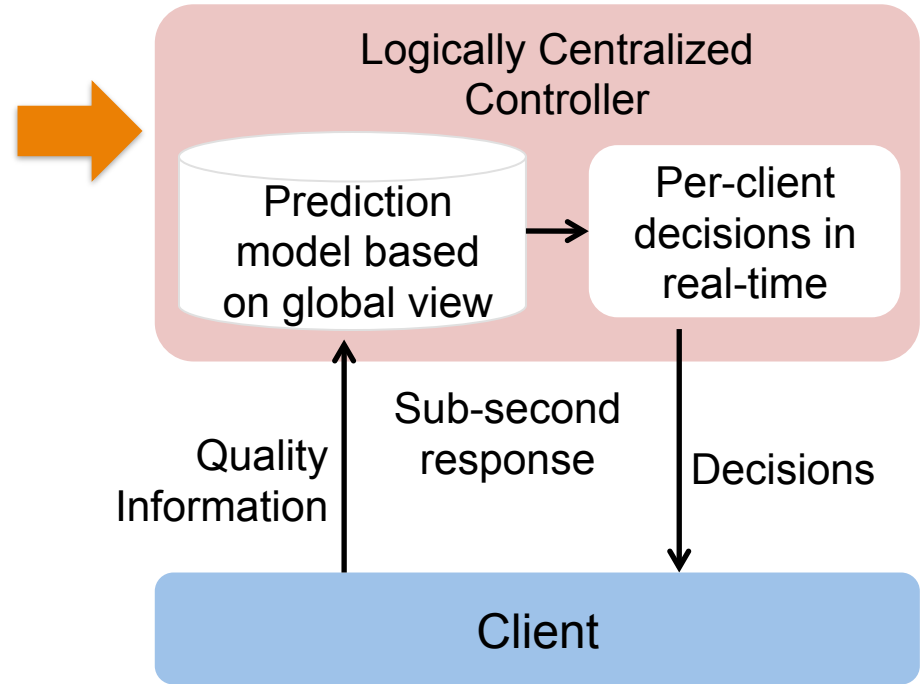 Logically Centralized
Controller
Prediction
model based
on global view
Per-client
decisions in
real-time
Quality
Information
Sub-second
response
Decisions
Client